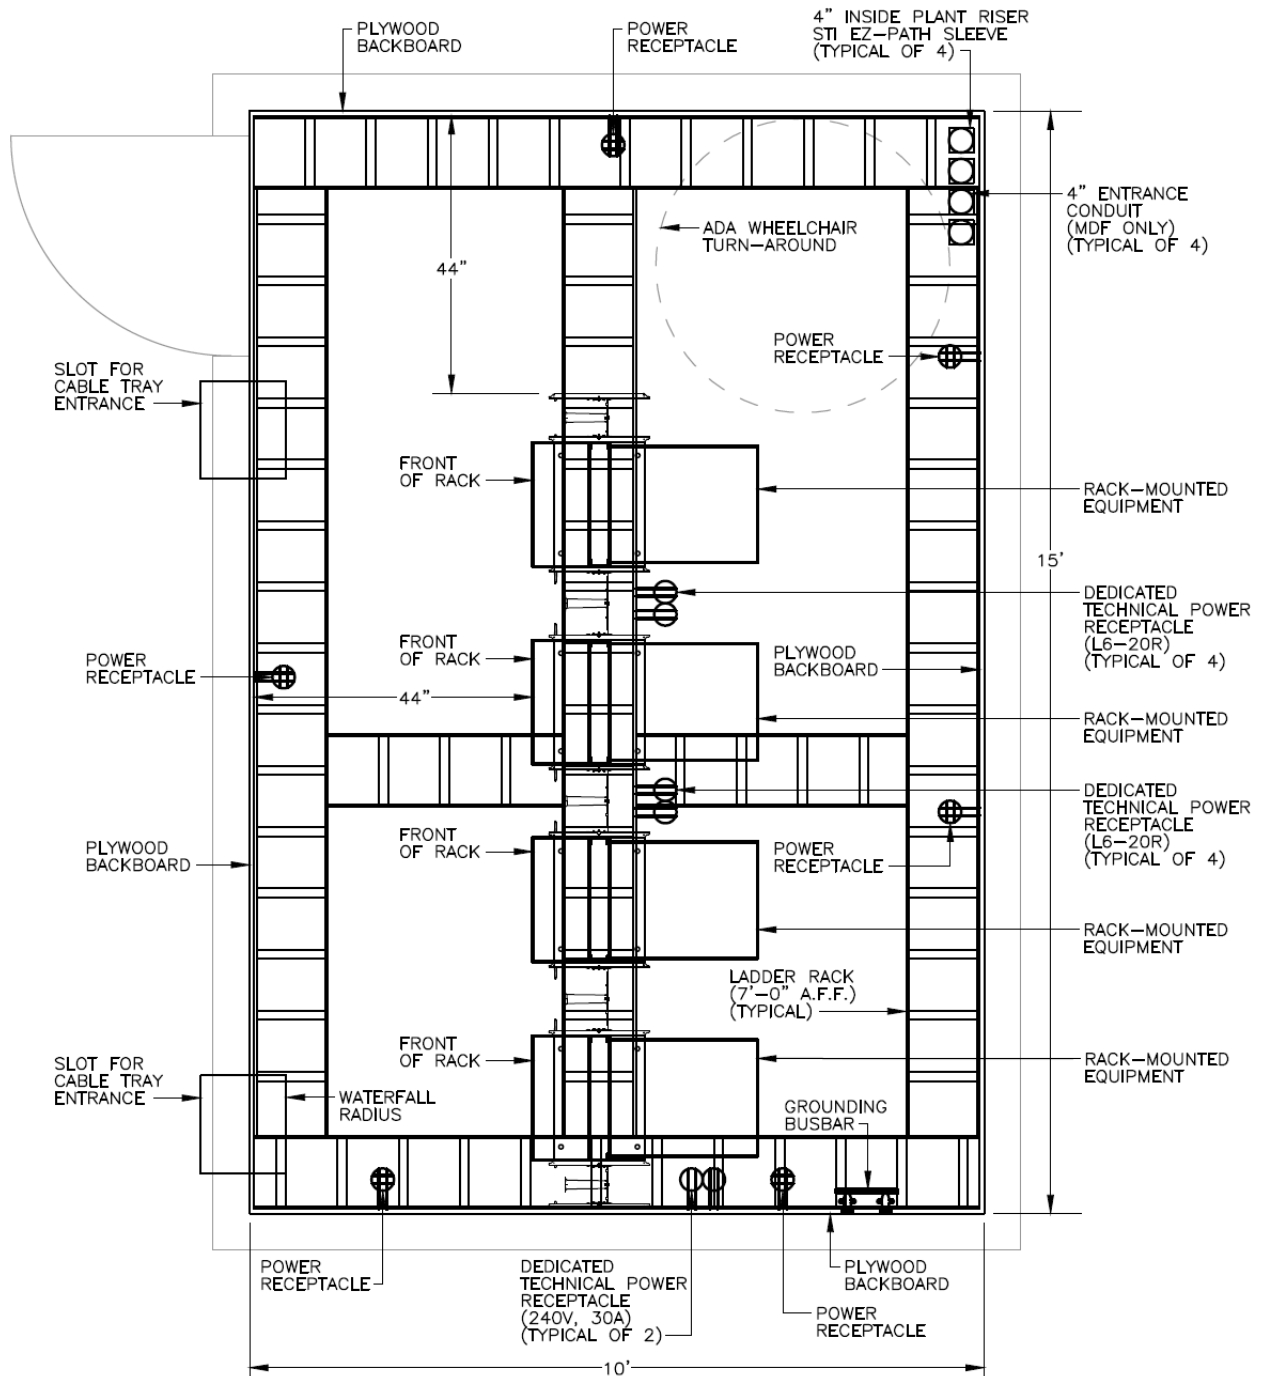 PLYWOOD
BACKBOARD
POWER
RECEPTACLE
4" INSIDE PLANT RISER
STI EZ-PATH SLEEVE
(TYPICAL OF 4)
4" ENTRANCE
CONDUIT
(MDF ONLY)
(TYPICAL OF 4)
ADA WHEELCHAIR
TURN-AROUND
44"
POWER
RECEPTACLE
SLOT FOR
CABLE TRAY
ENTRANCE
FRONT
OF RACK
RACK-MOUNTED
EQUIPMENT
15'
DEDICATED
TECHNICAL POWER
RECEPTACLE
(L6-20R)
(TYPICAL OF 4)
FRONT
OF RACK
PLYWOOD
BACKBOARD
POWER
RECEPTACLE
44"
RACK-MOUNTED
EQUIPMENT
DEDICATED
TECHNICAL POWER
RECEPTACLE
(L6-20R)
(TYPICAL OF 4)
FRONT
OF RACK
PLYWOOD
BACKBOARD
POWER
RECEPTACLE
RACK-MOUNTED
EQUIPMENT
LADDER RACK
(7'-0" A.F.F.)
(TYPICAL)
FRONT
OF RACK
RACK-MOUNTED
EQUIPMENT
SLOT FOR
CABLE TRAY
ENTRANCE
WATERFALL
RADIUS
GROUNDING
BUSBAR
POWER
RECEPTACLE
DEDICATED
TECHNICAL POWER
RECEPTACLE
(240V, 30A)
(TYPICAL OF 2)
PLYWOOD
BACKBOARD
POWER
RECEPTACLE
10'